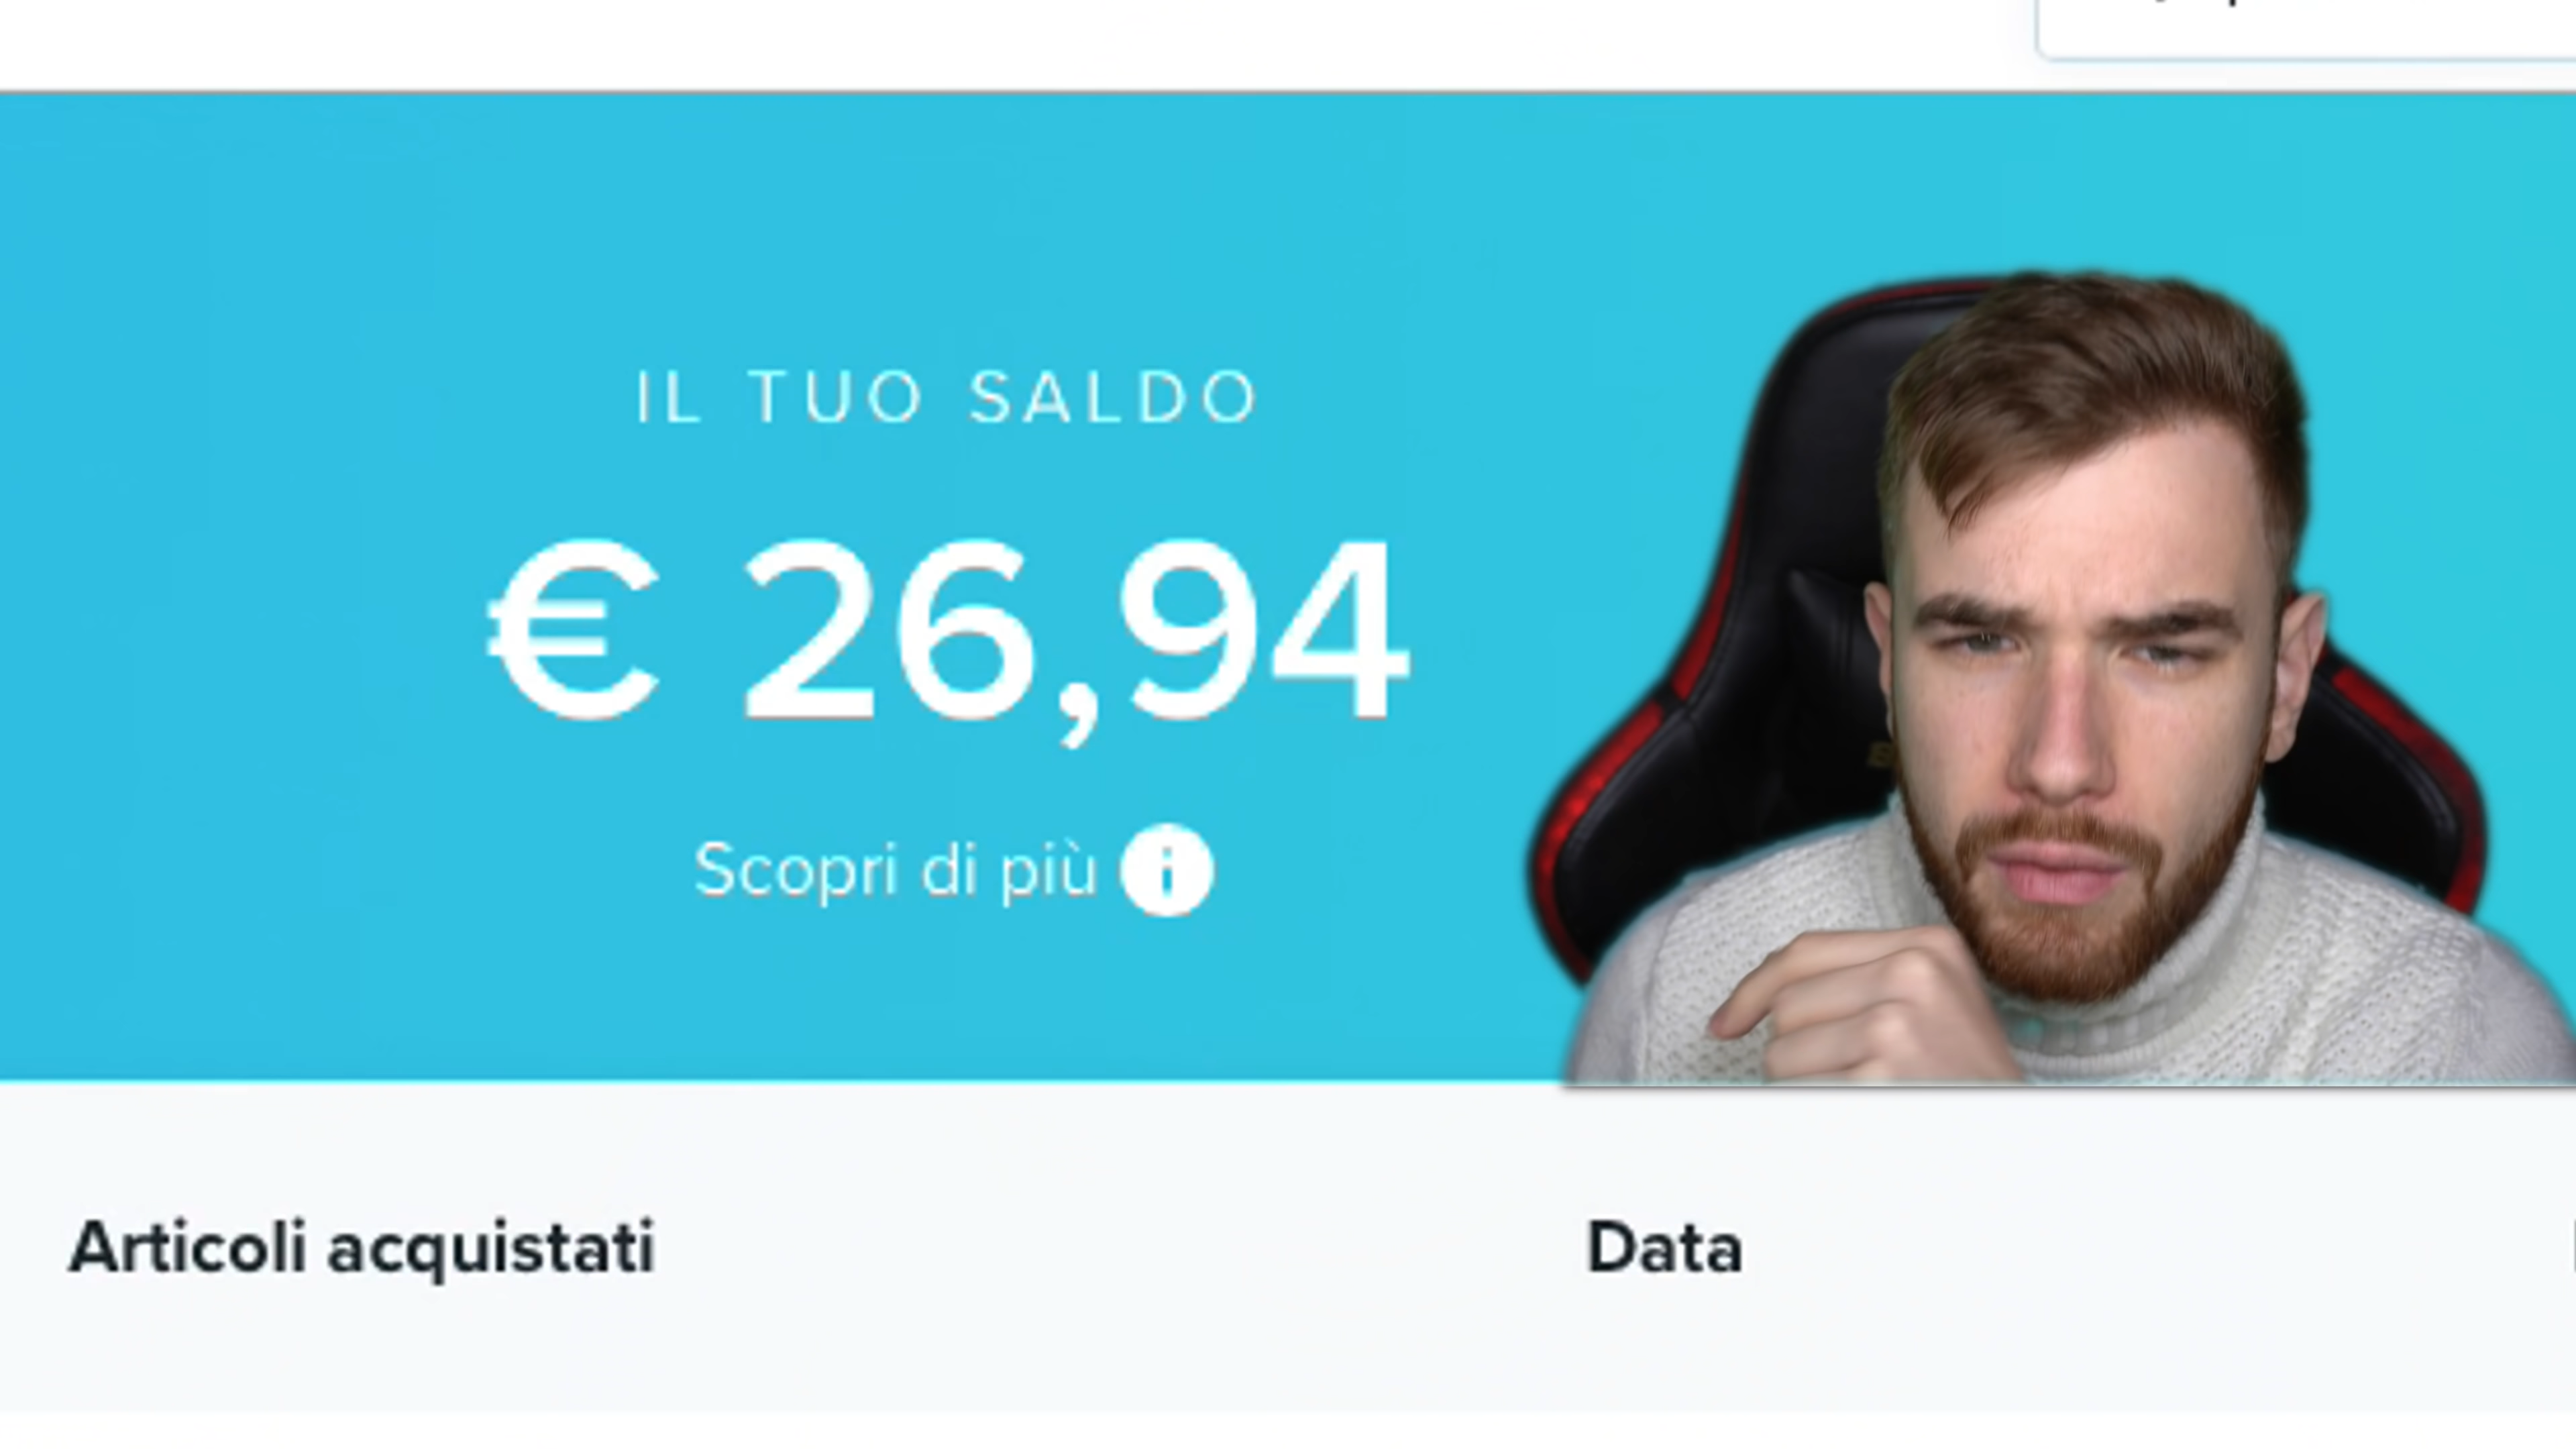 IL TUO SALDO
€ 26,94
Scopri di più
Articoli acquistati
Data